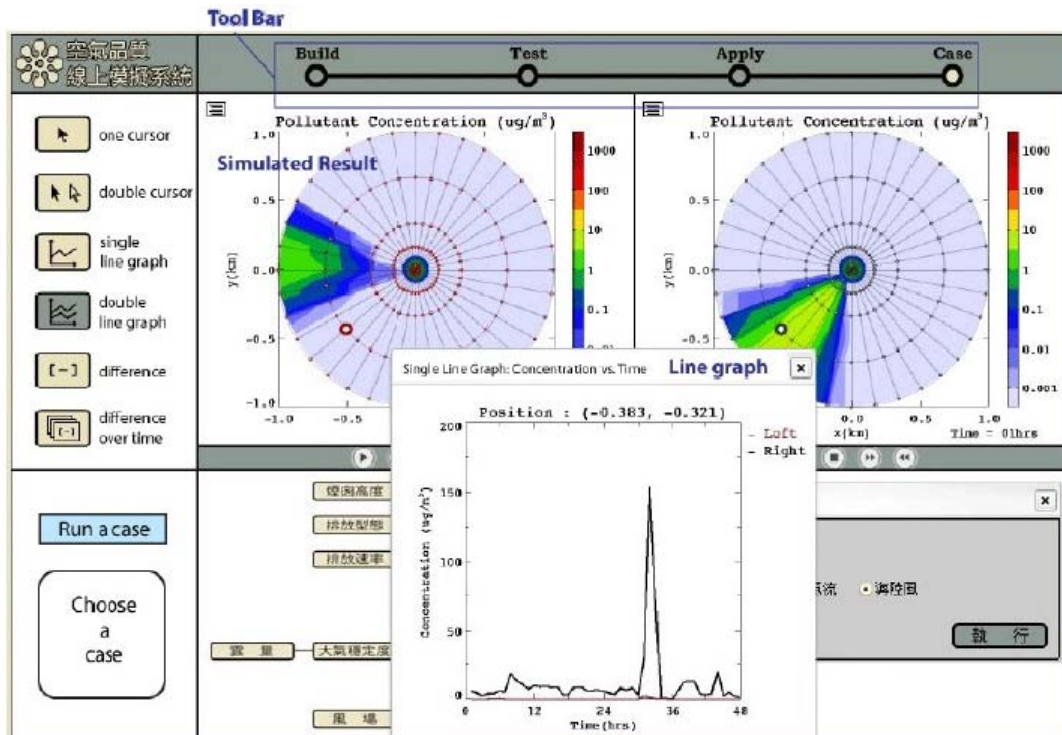 Tool Bar
空氣品質
線上模擬系統
Build
Test
Apply
Case
one cursor
double cursor
single
line graph
double
line graph
[-] difference
[-] difference
over time
Run a case
Choose
a
case
Pollutant Concentration (ug/m³)
Simulated Result
1.0
0.5
0.0
-0.5
-1.0
y(km)
-1.0
-0.5
1000
100
10
1
0.1
Pollutant Concentration (ug/m³)
1.0
0.5
0.0
-0.5
y(km)
0.0
0.5
1.0
x(km)
Time = 01hrs
1000
100
10
1
0.1
0.01
0.001
Single Line Graph: Concentration vs. Time
Line graph
Position : (-0.383, -0.321)
Left
Right
200
150
100
50
0
Concentration (ug/m³)
0
12
24
36
48
Time(hrs)
煙囪高度
排放型態
排放速率
雲 量
大氣穩定度
風 場
氣流
海陸風
執 行